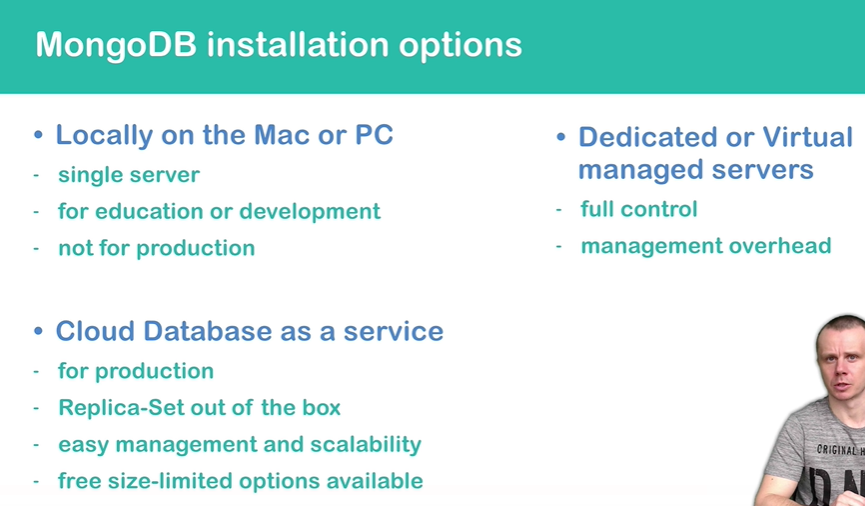 MongoDB installation options
• Locally on the Mac or PC
- single server
- for education or development
- not for production
• Cloud Database as a service
- for production
- Replica-Set out of the box
- easy management and scalability
- free size-limited options available
• Dedicated or Virtual
managed servers
- full control
- management overhead
ORIGINAL